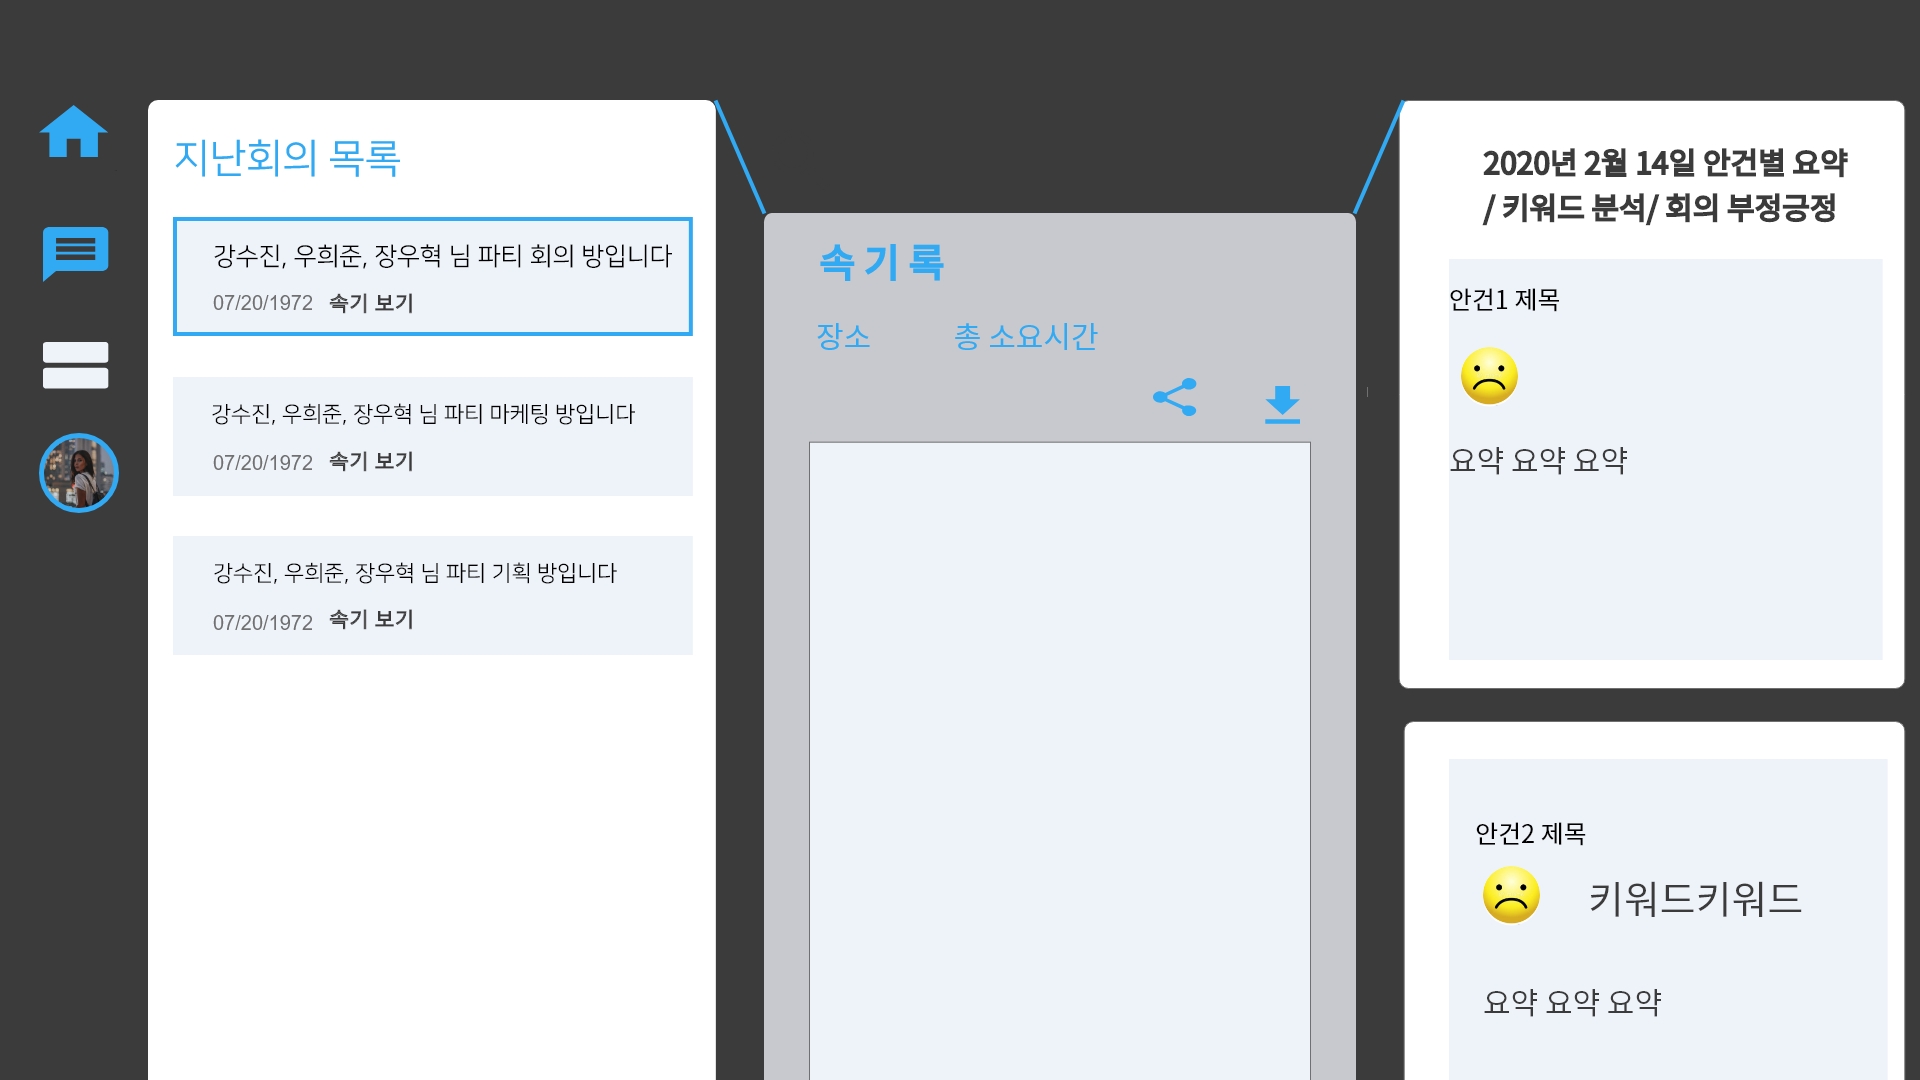 지난회의 목록
강수진, 우희준, 장우혁 님 파티 회의 방입니다
07/20/1972 속기 보기
강수진, 우희준, 장우혁 님 파티 마케팅 방입니다
07/20/1972 속기 보기
강수진, 우희준, 장우혁 님 파티 기획 방입니다
07/20/1972 속기 보기
속 기 록
장소 총 소요시간
2020년 2월 14일 안건별 요약
/ 키워드 분석/ 회의 부정긍정
안건1 제목
요약 요약 요약
안건2 제목
키워드키워드
요약 요약 요약